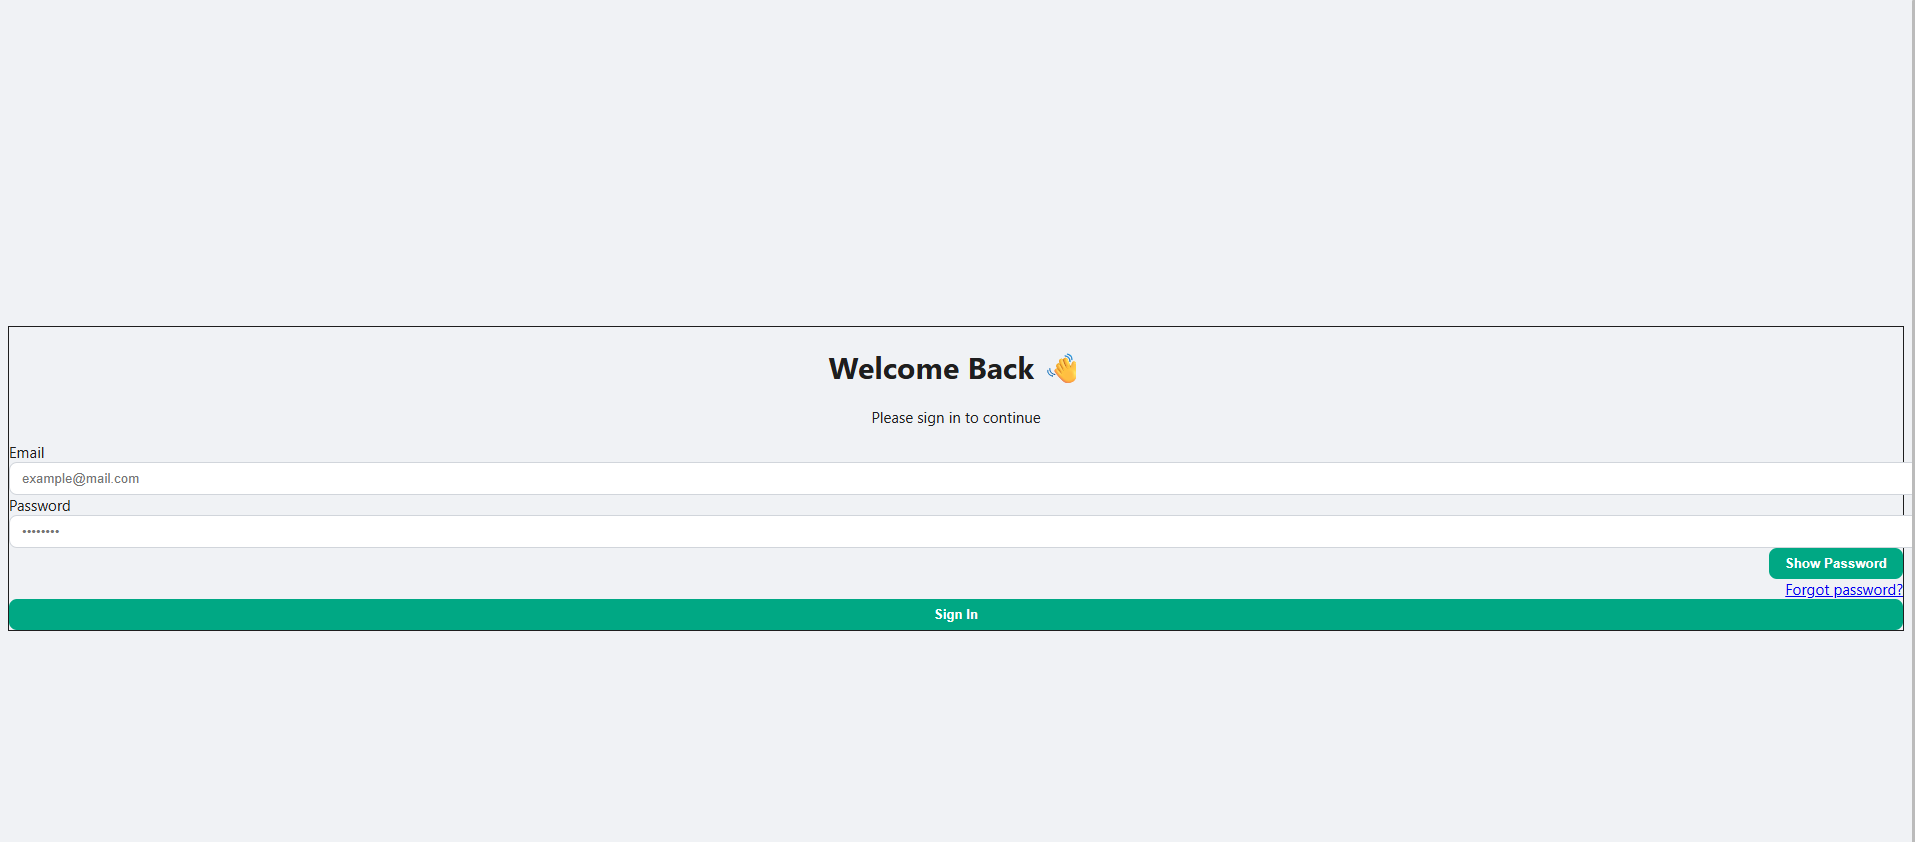 Welcome Back 👋
Please sign in to continue
Email
example@mail.com
Password
••••••••
Show Password
Forgot password?
Sign In